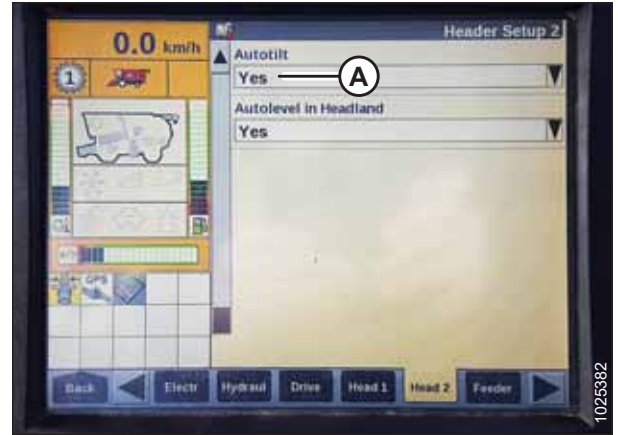 0.0 km/h
Header Setup 2
1
Autotilt
Yes
A
Autolevel in Headland
Yes
GPS
Back
Electr
Hydraul
Drive
Head 1
Head 2
Feeder
1025382